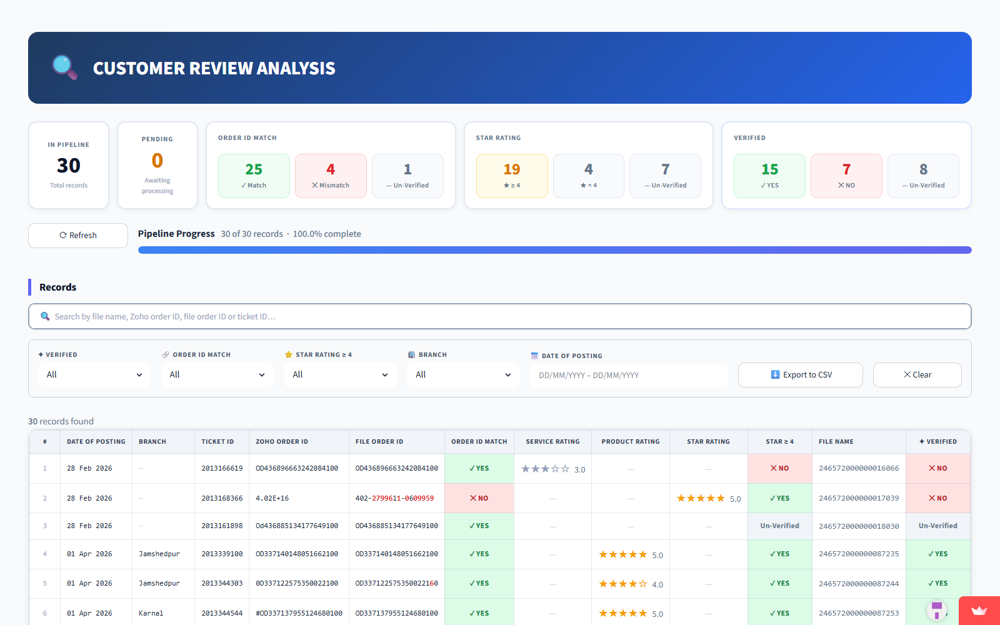 CUSTOMER REVIEW ANALYSIS
IN PIPELINE
30
Total records
PENDING
0
Awaiting
processing
ORDER ID MATCH
25
✓ Match
4
✕ Mismatch
1
— Un-Verified
STAR RATING
19
★ ≥ 4
4
★ < 4
7
— Un-Verified
VERIFIED
15
✓ YES
7
✕ NO
8
— Un-Verified
⟳ Refresh
Pipeline Progress 30 of 30 records · 100.0% complete
Records
Search by file name, Zoho order ID, file order ID or ticket ID...
✦ VERIFIED
ORDER ID MATCH
STAR RATING ≥ 4
BRANCH
DATE OF POSTING
All
All
All
All
DD/MM/YYYY – DD/MM/YYYY
Export to CSV
✕ Clear
30 records found
# DATE OF POSTING BRANCH TICKET ID ZOHO ORDER ID FILE ORDER ID ORDER ID MATCH SERVICE RATING PRODUCT RATING STAR RATING STAR ≥ 4 FILE NAME ✦ VERIFIED
1 28 Feb 2026 — 2013166619 OD436896663242084100 OD436896663242084100 ✓ YES ★★★☆☆ 3.0 — — ✕ NO 246572000000016066 ✕ NO
2 28 Feb 2026 — 2013168366 4.02E+16 402-2799611-0609959 ✕ NO — — ★★★★★ 5.0 ✓ YES 246572000000017039 ✕ NO
3 28 Feb 2026 — 2013161898 Od436885134177649100 OD436885134177649100 ✓ YES — — — Un-Verified 246572000000018030 Un-Verified
4 01 Apr 2026 Jamshedpur 2013339100 OD337140148051662100 OD337140148051662100 ✓ YES — ★★★★★ 5.0 — ✓ YES 246572000000087235 ✓ YES
5 01 Apr 2026 Jamshedpur 2013344303 0D337122575350022100 OD337122575350022160 ✓ YES — ★★★★☆ 4.0 — ✓ YES 246572000000087244 ✓ YES
6 01 Apr 2026 Karnal 2013344544 #OD337137955124680100 OD337137955124680100 ✓ YES — ★★★★★ 5.0 — ✓ YES 246572000000087253